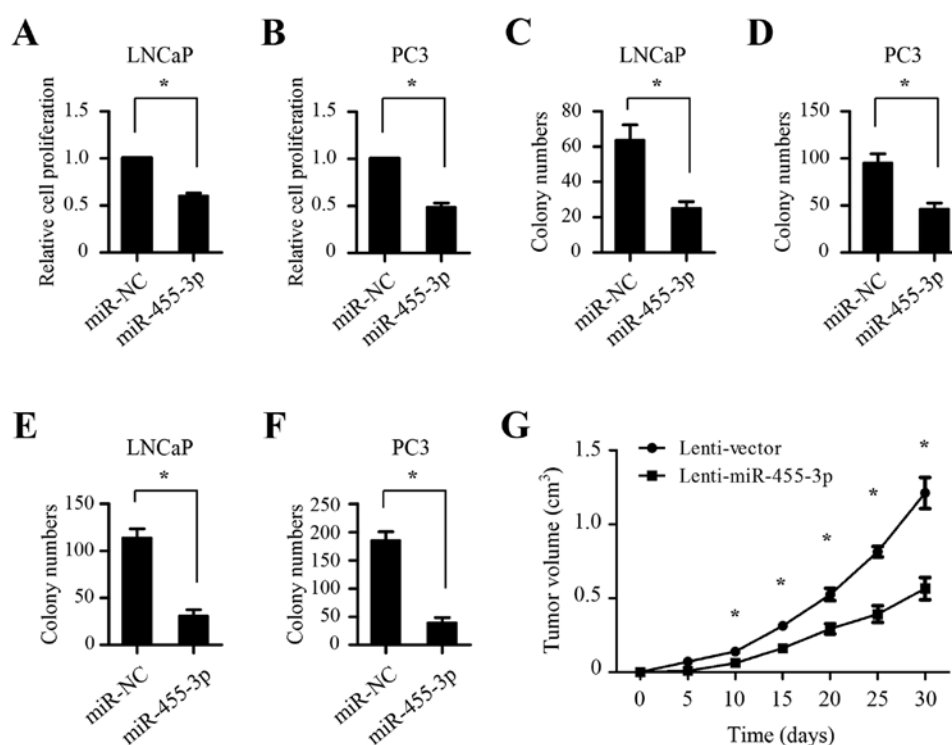 A
LNCaP
*
Relative cell proliferation
1.5
1.0
0.5
0
miR-NC
miR-455-3p
B
PC3
*
Relative cell proliferation
1.5
1.0
0.5
0
miR-NC
miR-455-3p
C
LNCaP
*
Colony numbers
80
60
40
20
0
miR-NC
miR-455-3p
D
PC3
*
Colony numbers
150
100
50
0
miR-NC
miR-455-3p
E
LNCaP
*
Colony numbers
150
100
50
0
miR-NC
miR-455-3p
F
PC3
*
Colony numbers
250
200
150
100
50
0
miR-NC
miR-455-3p
G
Lenti-vector
Lenti-miR-455-3p
Tumor volume (cm³)
1.5
1.0
0.5
0
* * * * *
0 5 10 15 20 25 30
Time (days)